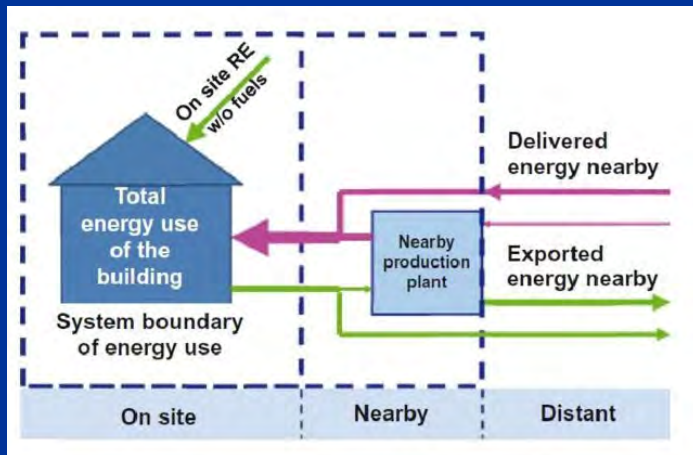 On site RE
w/o fuels
Total
energy use
of the
building
System boundary
of energy use
Nearby
production
plant
Delivered
energy nearby
Exported
energy nearby
On site
Nearby
Distant